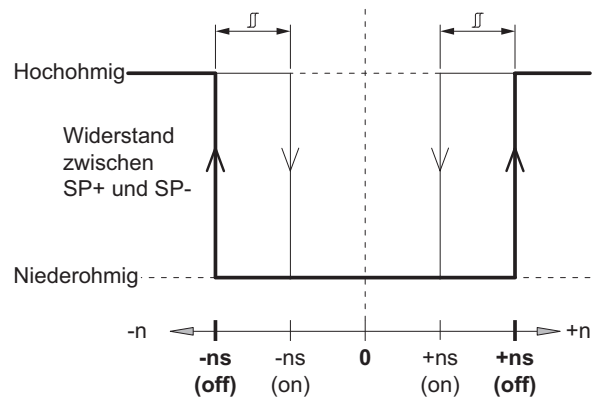 Hochohmig
Widerstand
zwischen
SP+ und SP-
Niederohmig
-n
+n
-ns -ns 0 +ns +ns
(off) (on) (on) (off)